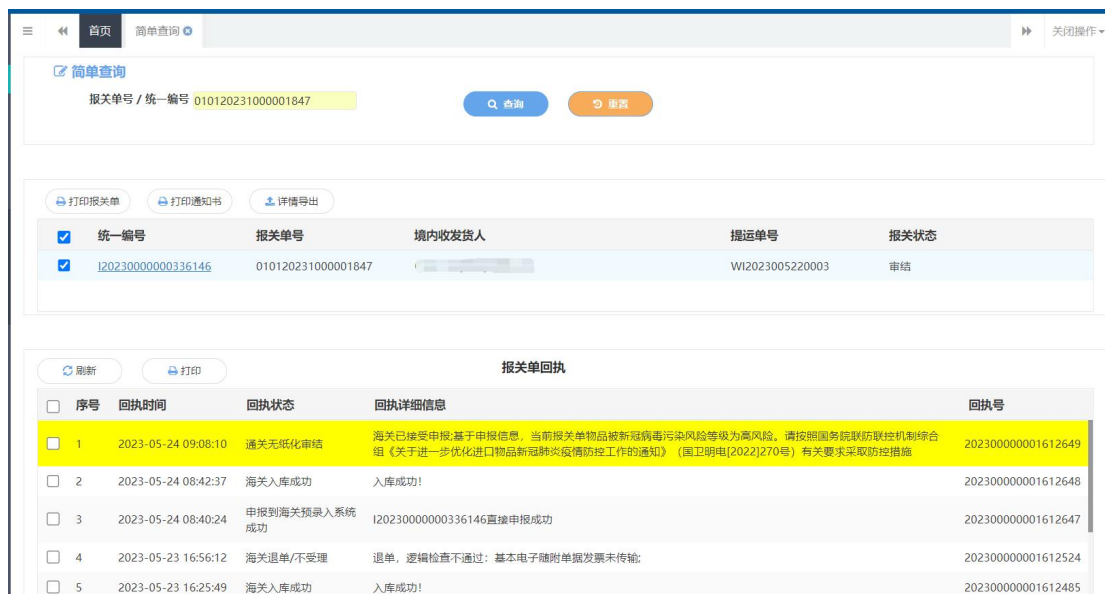 首页 简单查询 关闭操作
简单查询
报关单号 / 统一编号 010120231000001847 查询 重置
打印报关单 打印通知书 详情导出
统一编号 报关单号 境内收发货人 提运单号 报关状态
I20230000000336146 010120231000001847 WI2023005220003 审结
刷新 打印 报关单回执
序号 回执时间 回执状态 回执详细信息 回执号
1 2023-05-24 09:08:10 通关无纸化审结 海关已接受申报;基于申报信息，当前报关单物品被新冠病毒污染风险等级为高风险。请按照国务院联防联控机制综合
组《关于进一步优化进口物品新冠肺炎疫情防控工作的通知》（国卫明电[2022]270号）有关要求采取防控措施 202300000001612649
2 2023-05-24 08:42:37 海关入库成功 入库成功! 202300000001612648
3 2023-05-24 08:40:24 申报到海关预录入系统
成功 I20230000000336146直接申报成功 202300000001612647
4 2023-05-23 16:56:12 海关退单/不受理 退单，逻辑检查不通过：基本电子随附单据发票未传输; 202300000001612524
5 2023-05-23 16:25:49 海关入库成功 入库成功! 202300000001612485